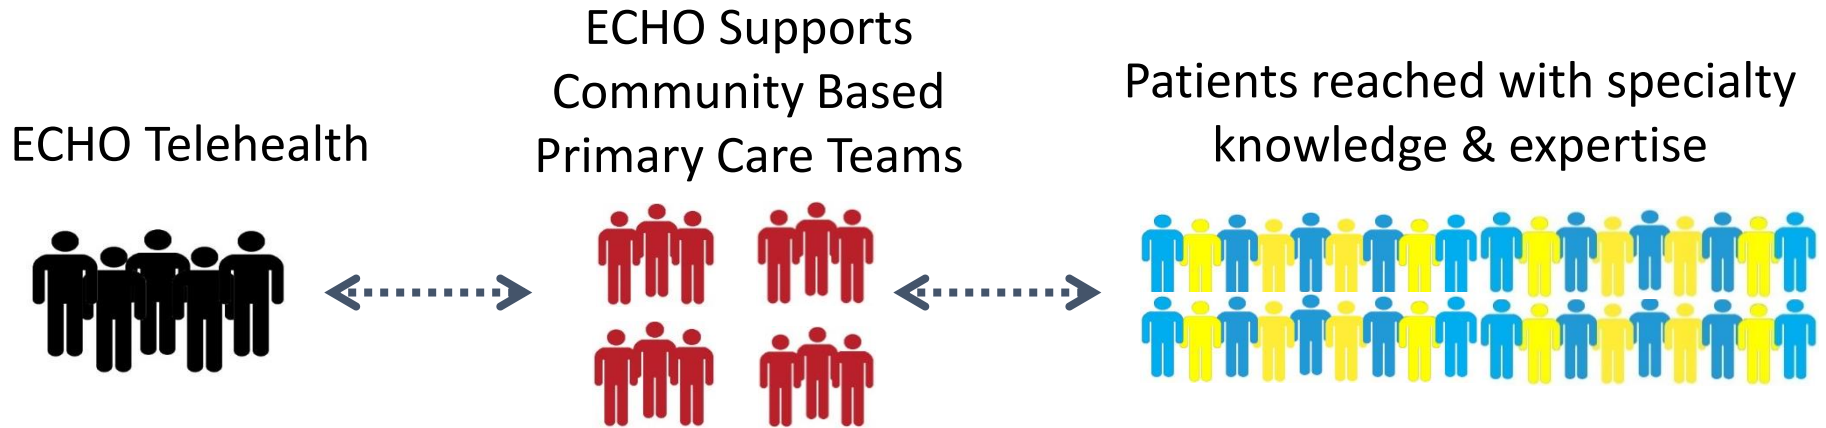 ECHO Telehealth
ECHO Supports
Community Based
Primary Care Teams
Patients reached with specialty
knowledge & expertise